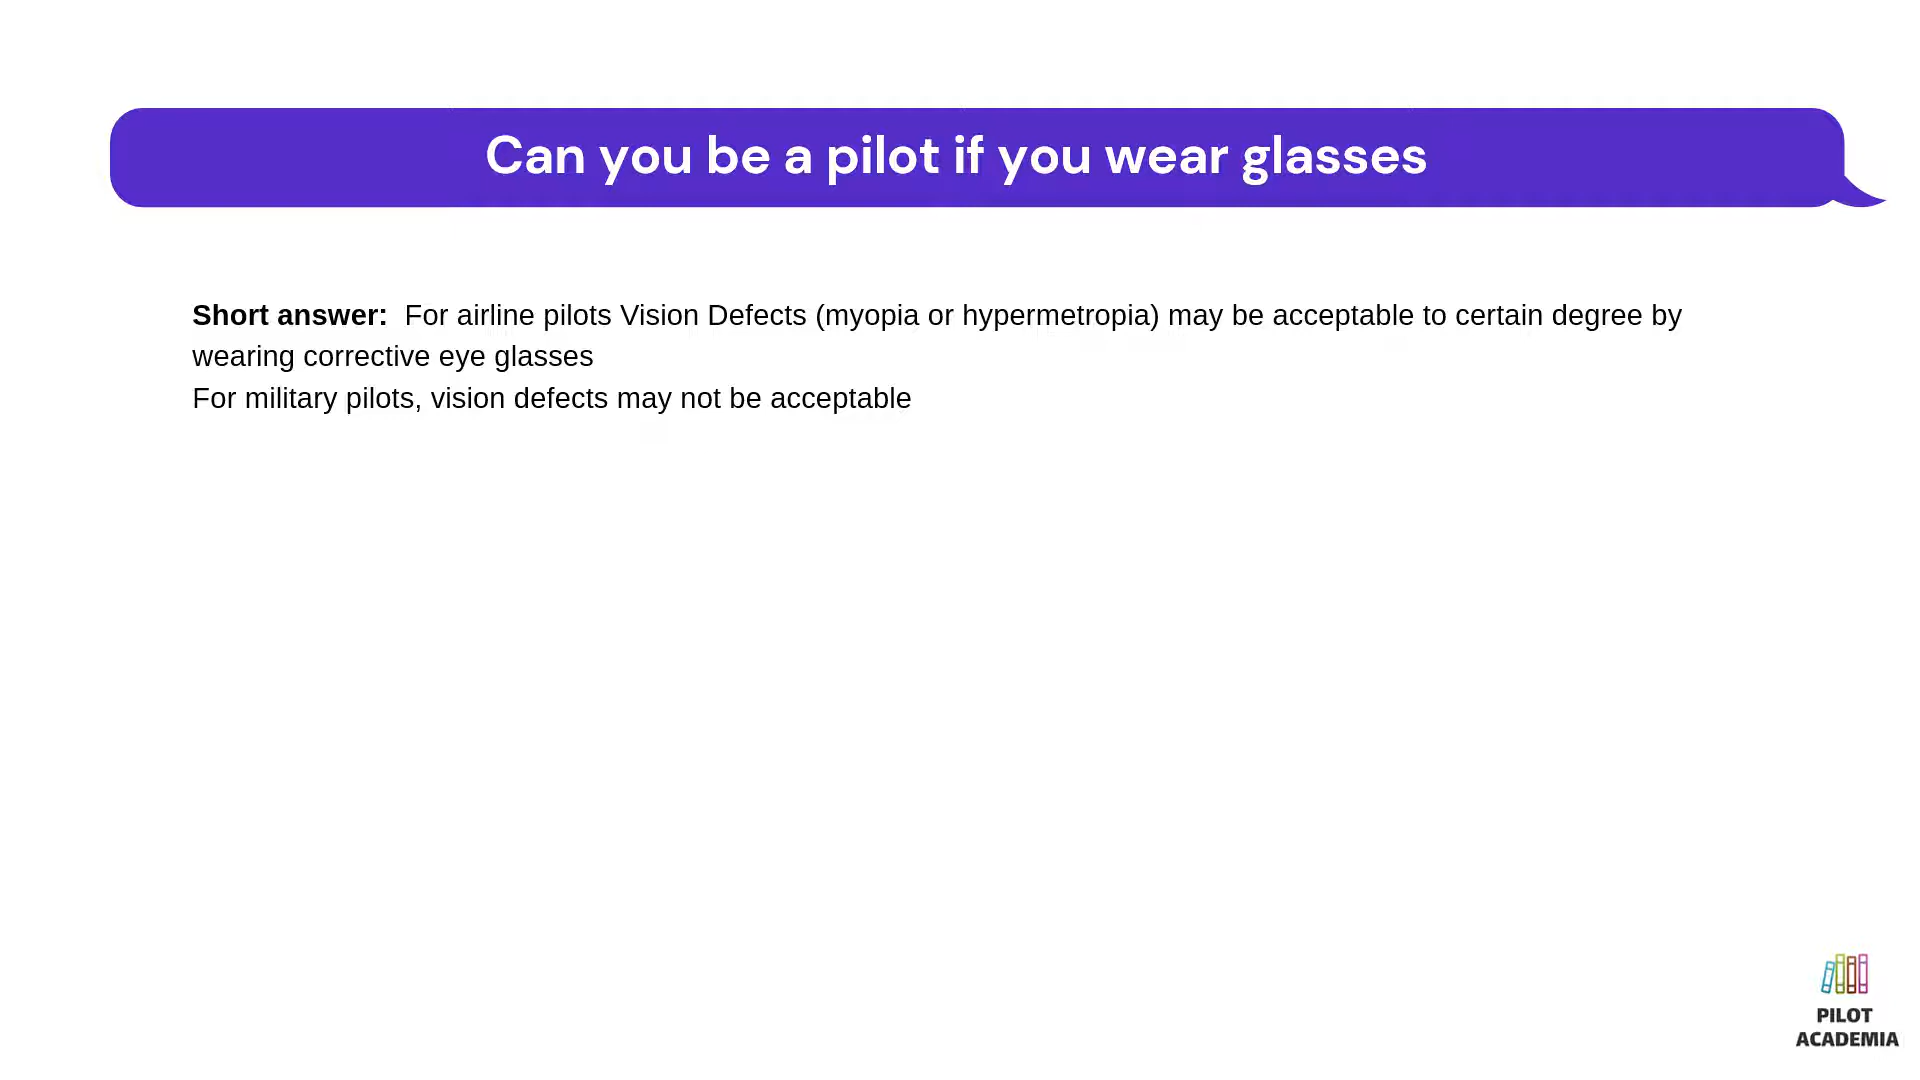 Can you be a pilot if you wear glasses
Short answer: For airline pilots Vision Defects (myopia or hypermetropia) may be acceptable to certain degree by
wearing corrective eye glasses
For military pilots, vision defects may not be acceptable
PILOT
ACADEMIA